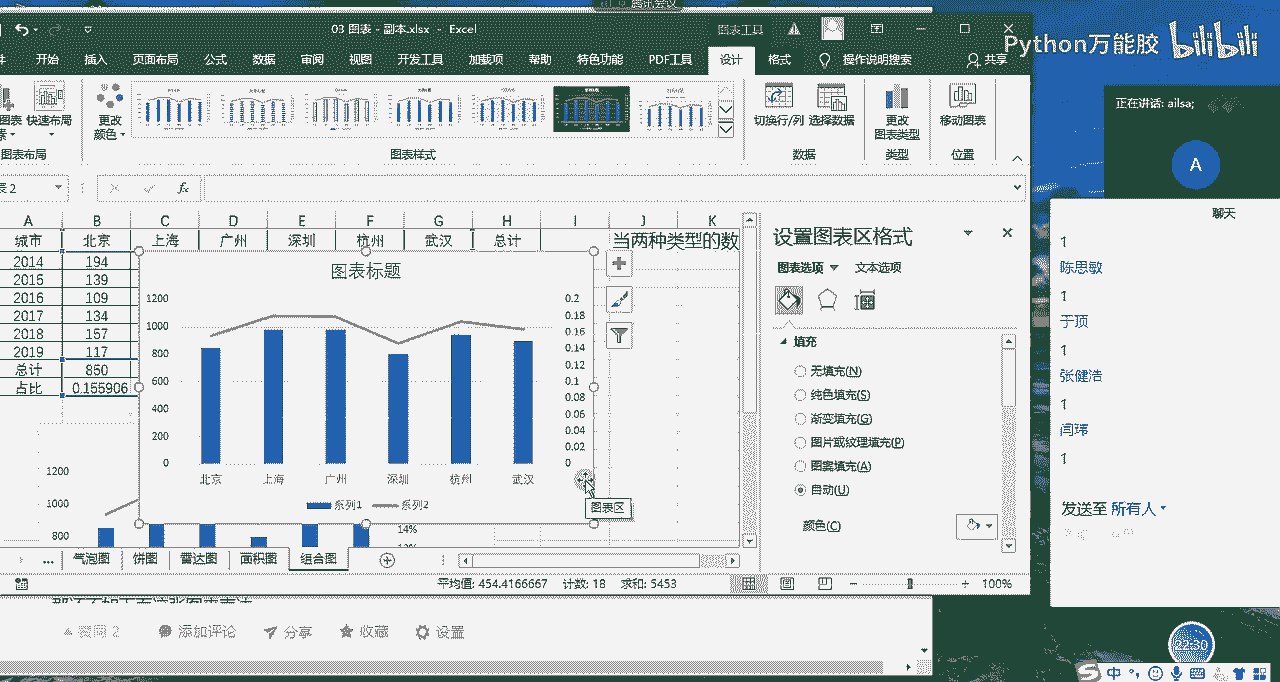 腾讯会议
03 图表 - 副本.xlsx - Excel
图表工具
Python万能胶 bilibili
开始 插入 页面布局 公式 数据 审阅 视图 开发工具 加载项 帮助 特色功能 PDF工具 设计 格式 操作说明搜索 共享
快速布局
更改
颜色
切换行/列 选择数据
更改
图表类型
移动图表
图表布局 图表样式 数据 类型 位置
正在讲话: ailsa;
A
fx
A B C D E F G H I J K
城市 北京 上海 广州 深圳 杭州 武汉 总计 当两种类型的数
2014 194
2015 139
2016 109
2017 134
2018 157
2019 117
总计 850
占比 0.155906
图表标题
1200
1000
800
600
400
200
0
0.2
0.18
0.16
0.14
0.12
0.1
0.08
0.06
0.04
0.02
0
北京 上海 广州 深圳 杭州 武汉
系列1 系列2
图表区
1200
1000
800
14%
设置图表区格式
图表选项 文本选项
填充
无填充(N)
纯色填充(S)
渐变填充(G)
图片或纹理填充(P)
图案填充(A)
自动(U)
颜色(C)
聊天
1
陈思敏
1
于顶
1
张健浩
1
闫玮
1
发送至 所有人
... 气泡图 饼图 雷达图 面积图 组合图
平均值: 454.4166667 计数: 18 求和: 5453
100%
添加评论 分享 收藏 设置
22:30
中